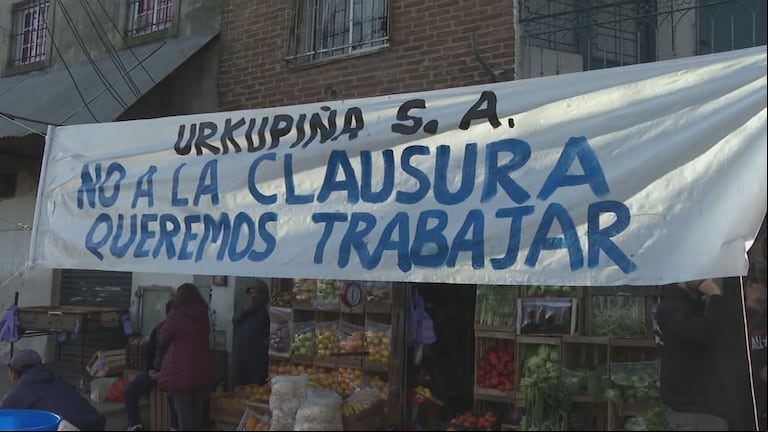 URKUPIÑA S.A.
NO A LA CLAUSURA
QUEREMOS TRABAJAR